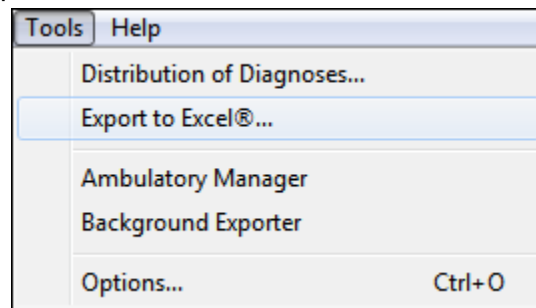 Tools Help
Distribution of Diagnoses...
Export to Excel®...
Ambulatory Manager
Background Exporter
Options... Ctrl+O